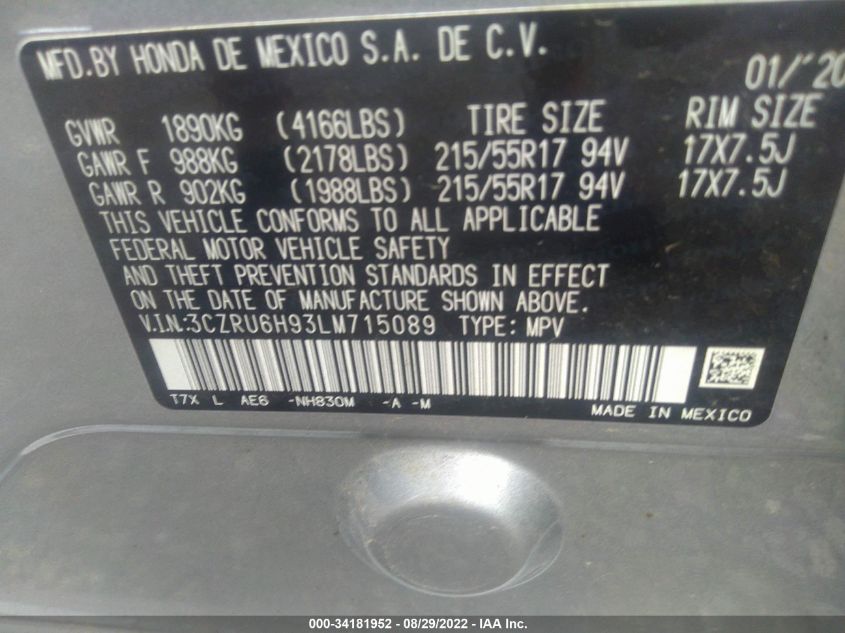 MFD.BY HONDA DE MEXICO S.A. DE C.V.
01/'20
GVWR 1890KG (4166LBS) TIRE SIZE RIM SIZE
GAWR F 988KG (2178LBS) 215/55R17 94V 17X7.5J
GAWR R 902KG (1988LBS) 215/55R17 94V 17X7.5J
THIS VEHICLE CONFORMS TO ALL APPLICABLE
FEDERAL MOTOR VEHICLE SAFETY
AND THEFT PREVENTION STANDARDS IN EFFECT
ON THE DATE OF MANUFACTURE SHOWN ABOVE.
V.I.N.:3CZRU6H93LM715089 TYPE: MPV
T7X L AE6 -NH830M -A -M
MADE IN MEXICO
000-34181952 - 08/29/2022 - IAA Inc.